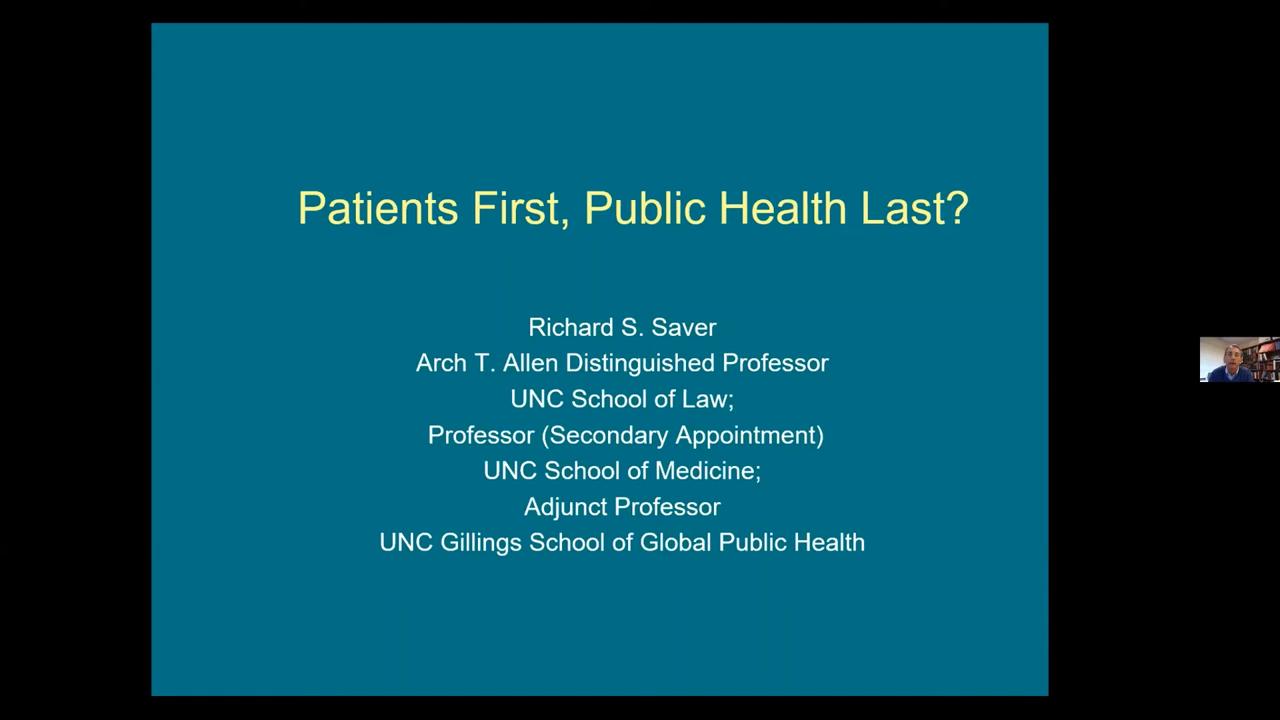 Patients First, Public Health Last?
Richard S. Saver
Arch T. Allen Distinguished Professor
UNC School of Law;
Professor (Secondary Appointment)
UNC School of Medicine;
Adjunct Professor
UNC Gillings School of Global Public Health